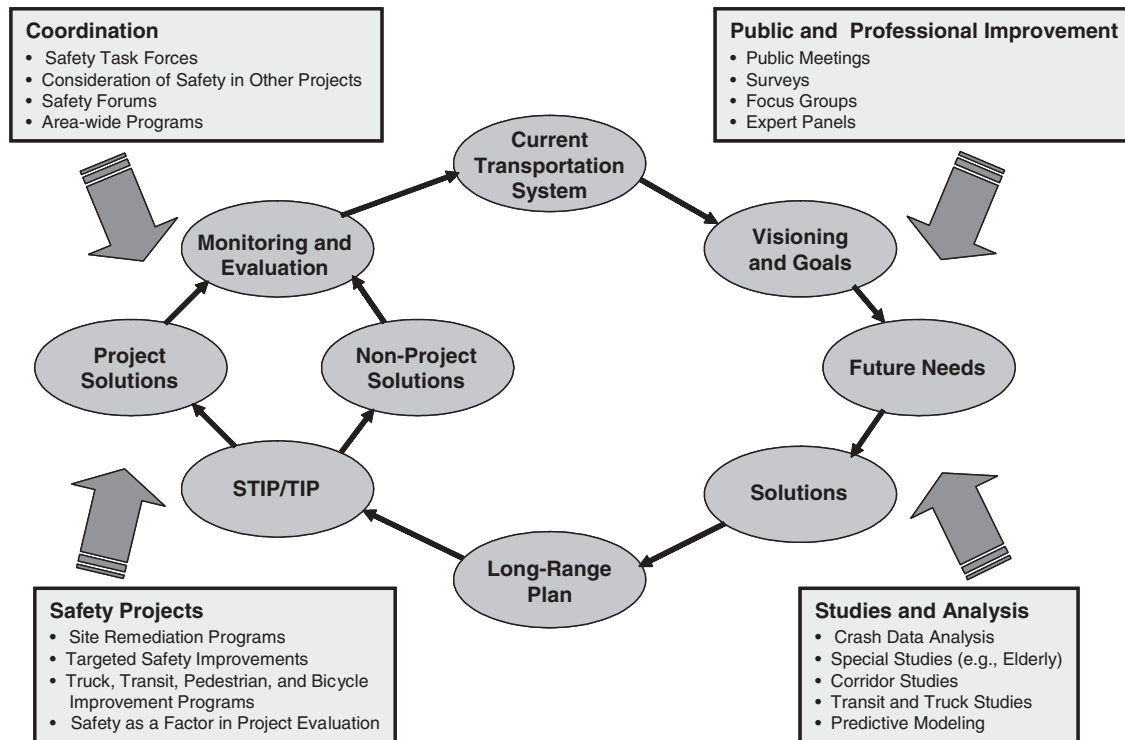 Coordination
• Safety Task Forces
• Consideration of Safety in Other Projects
• Safety Forums
• Area-wide Programs
Public and Professional Improvement
• Public Meetings
• Surveys
• Focus Groups
• Expert Panels
Current
Transportation
System
Monitoring and
Evaluation
Visioning
and Goals
Project
Solutions
Non-Project
Solutions
Future Needs
STIP/TIP
Solutions
Long-Range
Plan
Safety Projects
• Site Remediation Programs
• Targeted Safety Improvements
• Truck, Transit, Pedestrian, and Bicycle
Improvement Programs
• Safety as a Factor in Project Evaluation
Studies and Analysis
• Crash Data Analysis
• Special Studies (e.g., Elderly)
• Corridor Studies
• Transit and Truck Studies
• Predictive Modeling